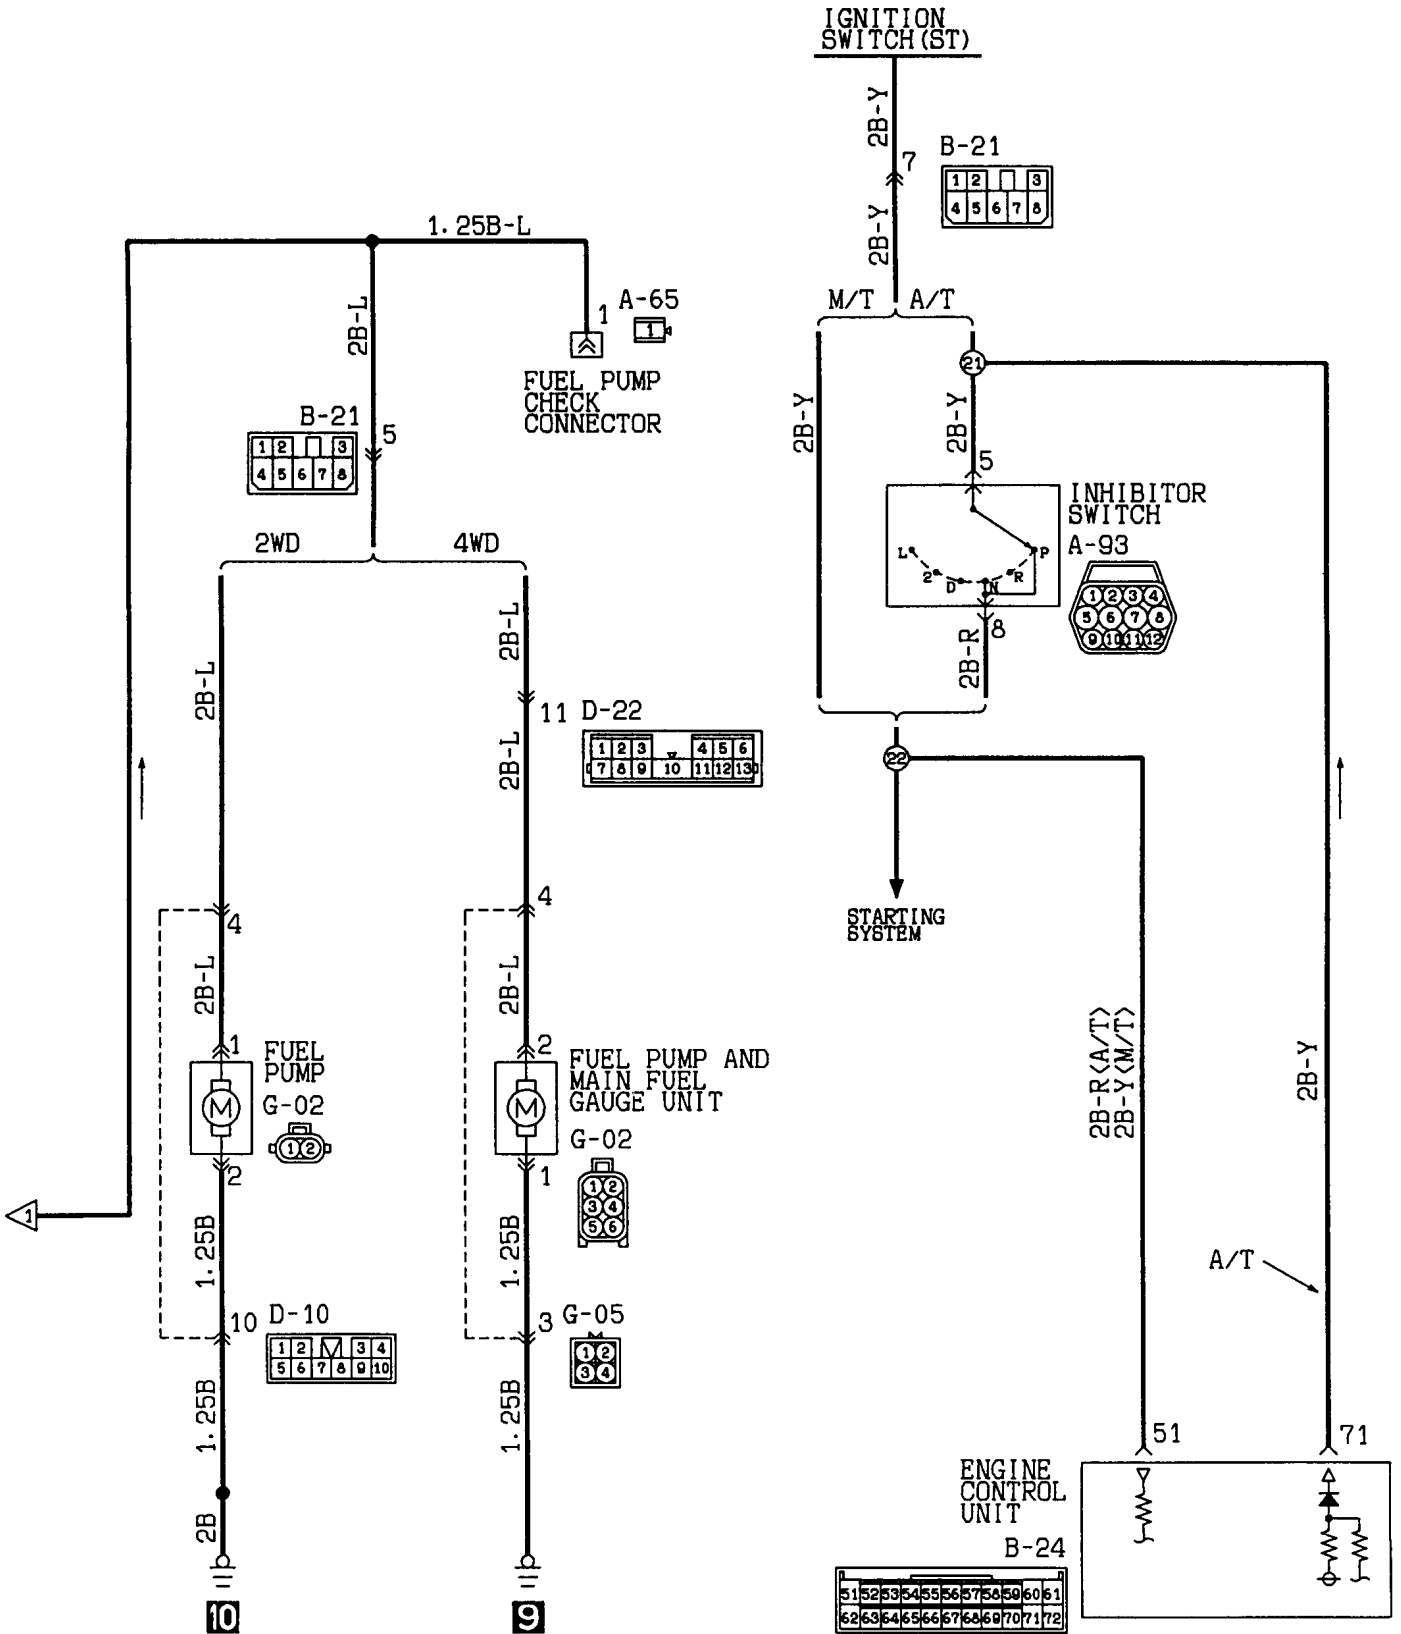 IGNITION
SWITCH(ST)
2B-Y
7
B-21
1 2 3
4 5 6 7 8
2B-Y
M/T A/T
1.25B-L
2B-L
1
A-65
1
FUEL PUMP
CHECK
CONNECTOR
B-21
5
1 2 3
4 5 6 7 8
21
2B-Y
2B-Y
5
INHIBITOR
SWITCH
A-93
L
2
D
N
R
P
1 2 3 4
5 6 7 8
9 10 11 12
8
2B-R
2WD 4WD
2B-L
2B-L
11 D-22
1 2 3 4 5 6
7 8 9 10 11 12 13
2B-L
22
STARTING
SYSTEM
4
4
2B-L
2B-L
1
FUEL
PUMP
G-02
M
1 2
2
2
FUEL PUMP AND
MAIN FUEL
GAUGE UNIT
G-02
M
1 2
3 4
5 6
1
2B-R<A/T>
2B-Y<M/T>
2B-Y
1
1.25B
1.25B
A/T
10 D-10
1 2 3 4
5 6 7 8 9 10
3 G-05
1 2
3 4
1.25B
1.25B
2B
10
9
51
71
ENGINE
CONTROL
UNIT
B-24
51 52 53 54 55 56 57 58 59 60 61
62 63 64 65 66 67 68 69 70 71 72